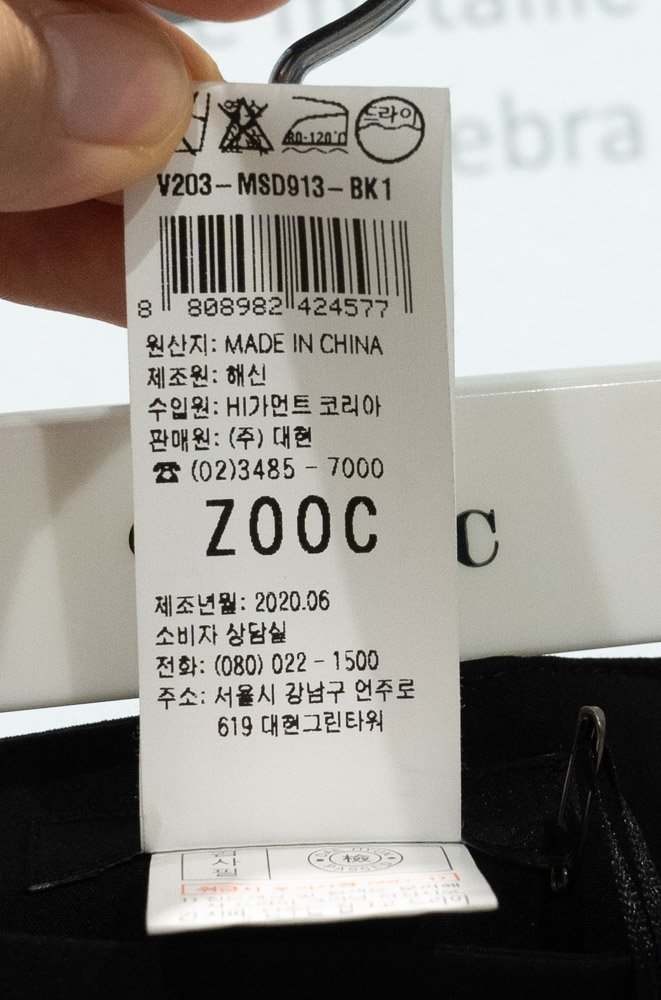 ebra
80-120°C
드라이
V203-MSD913-BK1
8 808982 424577
원산지: MADE IN CHINA
제조원: 해신
수입원: HI가먼트 코리아
판매원: (주) 대현
☎ (02)3485-7000
ZOOC
C
제조년월: 2020.06
소비자 상담실
전화: (080) 022-1500
주소: 서울시 강남구 언주로
619 대현그린타워
檢
PASSED